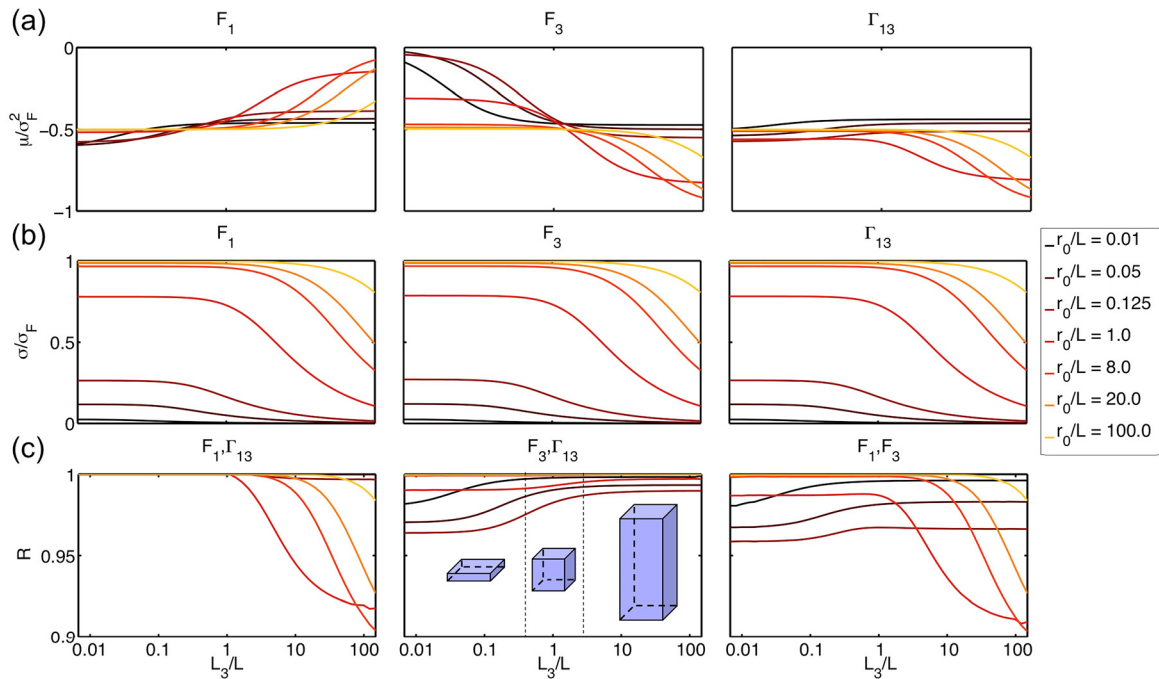 (a)
F₁
F₃
Γ₁₃
μ/σ_F²
0
−0.5
−1
(b)
F₁
F₃
Γ₁₃
σ/σ_F
1
0.5
0
r₀/L = 0.01
r₀/L = 0.05
r₀/L = 0.125
r₀/L = 1.0
r₀/L = 8.0
r₀/L = 20.0
r₀/L = 100.0
(c)
F₁,Γ₁₃
F₃,Γ₁₃
F₁,F₃
R
1
0.95
0.9
0.01 0.1 1 10 100
0.01 0.1 1 10 100
0.01 0.1 1 10 100
L₃/L
L₃/L
L₃/L